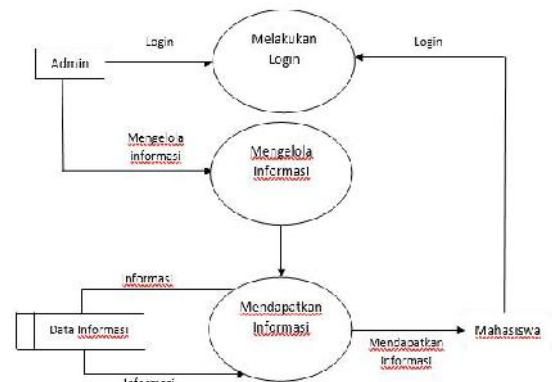 Login
Melakukan
Login
Login
Admin
Mengelola
informasi
Mengelola
Informasi
Informasi
Mendapatkan
Informasi
Data Informasi
Mendapatkan
Informasi
Mahasiswa
Informasi